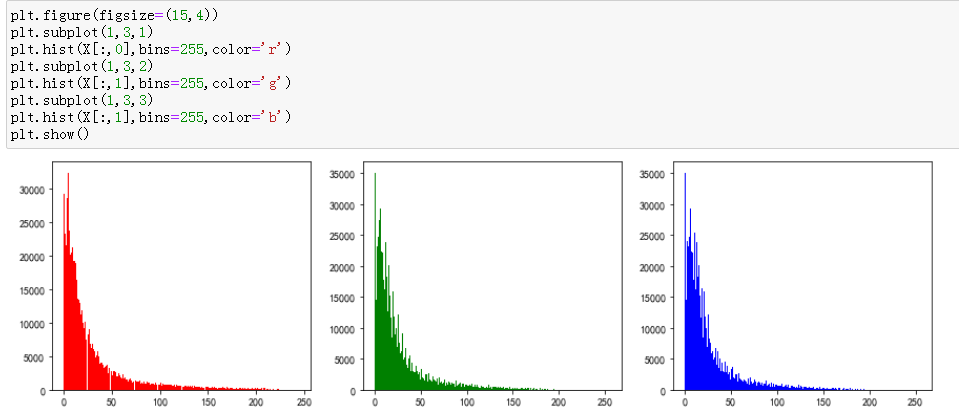 plt.figure(figsize=(15,4))
plt.subplot(1,3,1)
plt.hist(X[:,0],bins=255,color='r')
plt.subplot(1,3,2)
plt.hist(X[:,1],bins=255,color='g')
plt.subplot(1,3,3)
plt.hist(X[:,1],bins=255,color='b')
plt.show()
30000
25000
20000
15000
10000
5000
0
0 50 100 150 200 250
35000
30000
25000
20000
15000
10000
5000
0
0 50 100 150 200 250
35000
30000
25000
20000
15000
10000
5000
0
0 50 100 150 200 250